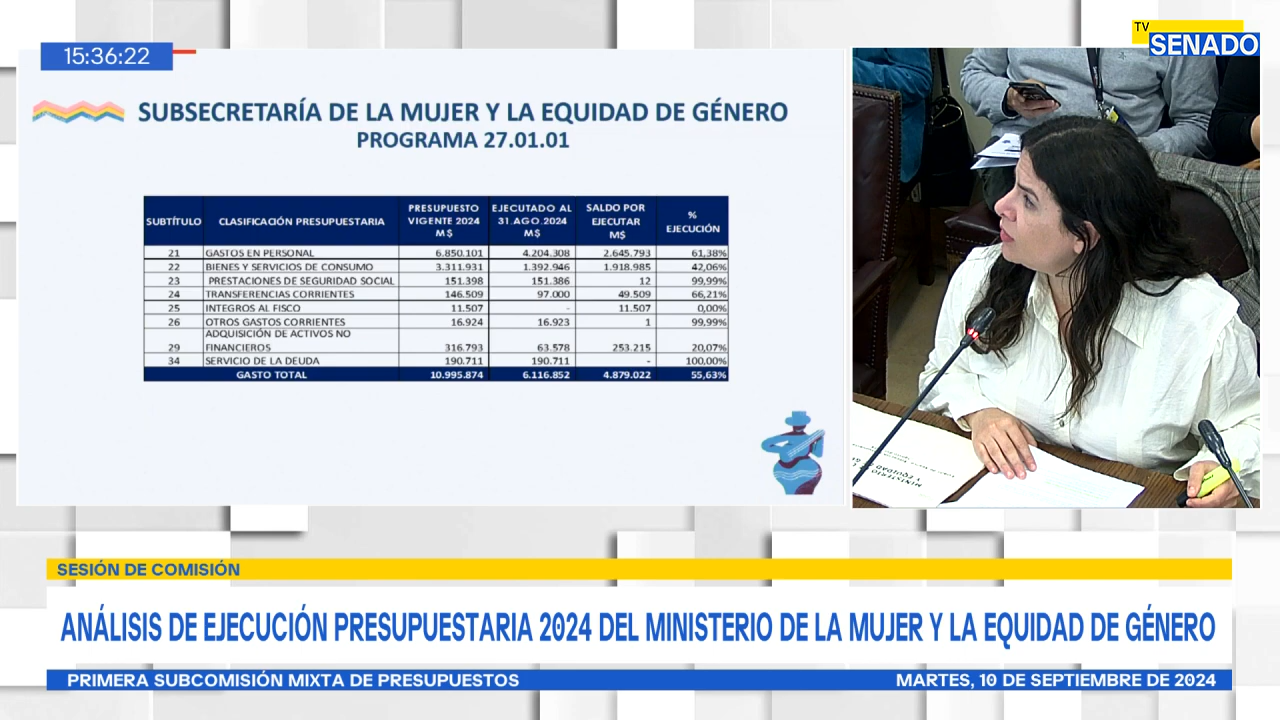 TV
SENADO
15:36:22
SUBSECRETARÍA DE LA MUJER Y LA EQUIDAD DE GÉNERO
PROGRAMA 27.01.01
SUBTÍTULO CLASIFICACIÓN PRESUPUESTARIA PRESUPUESTO VIGENTE 2024 M$ EJECUTADO AL 31.AGO.2024 M$ SALDO POR EJECUTAR M$ % EJECUCIÓN
21 GASTOS EN PERSONAL 6.850.101 4.204.308 2.645.793 61,38%
22 BIENES Y SERVICIOS DE CONSUMO 3.311.931 1.392.946 1.918.985 42,06%
23 PRESTACIONES DE SEGURIDAD SOCIAL 151.398 151.386 12 99,99%
24 TRANSFERENCIAS CORRIENTES 146.509 97.000 49.509 66,21%
25 INTEGROS AL FISCO 11.507 - 11.507 0,00%
26 OTROS GASTOS CORRIENTES 16.924 16.923 1 99,99%
ADQUISICIÓN DE ACTIVOS NO
29 FINANCIEROS 316.793 63.578 253.215 20,07%
34 SERVICIO DE LA DEUDA 190.711 190.711 - 100,00%
GASTO TOTAL 10.995.874 6.116.852 4.879.022 55,63%
MINISTERIO
Y EQUIDAD
SESIÓN DE COMISIÓN
ANÁLISIS DE EJECUCIÓN PRESUPUESTARIA 2024 DEL MINISTERIO DE LA MUJER Y LA EQUIDAD DE GÉNERO
PRIMERA SUBCOMISIÓN MIXTA DE PRESUPUESTOS
MARTES, 10 DE SEPTIEMBRE DE 2024